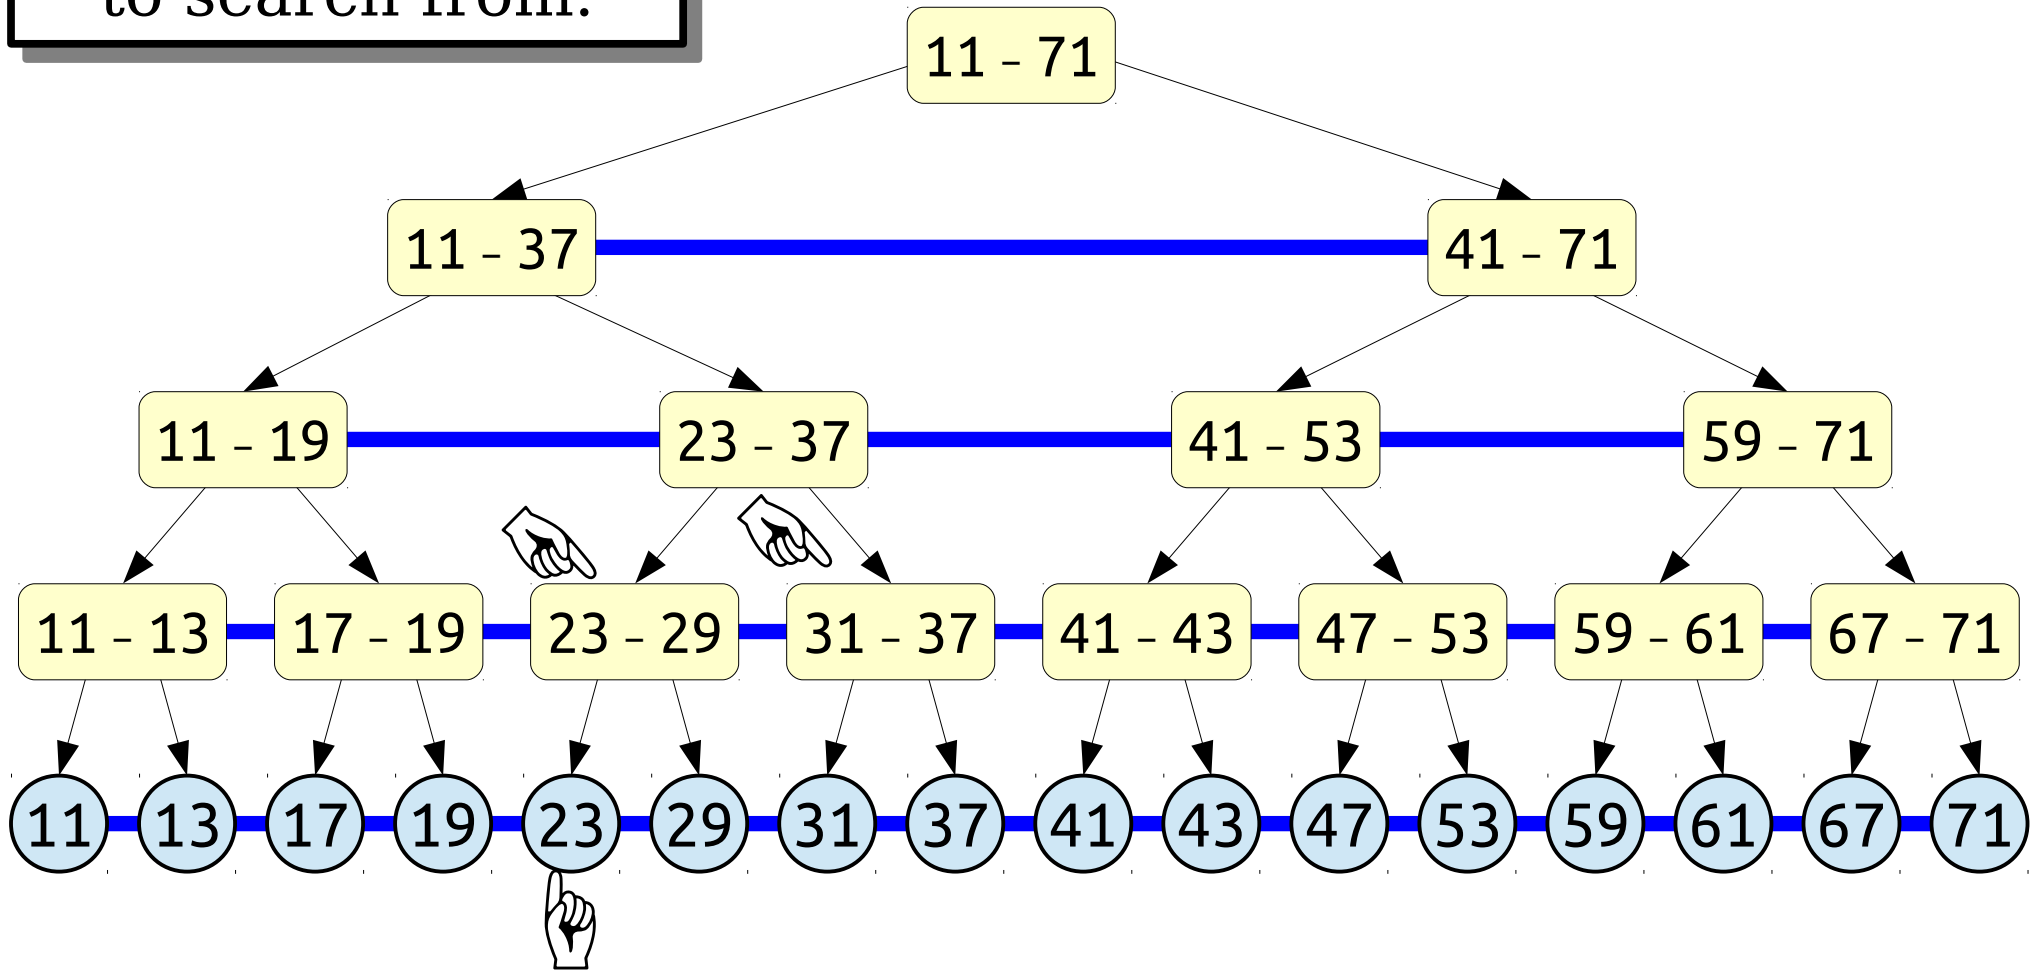 to search from.
11 – 71
11 – 37 41 – 71
11 – 19 23 – 37 41 – 53 59 – 71
11 – 13 17 – 19 23 – 29 31 – 37 41 – 43 47 – 53 59 – 61 67 – 71
11 13 17 19 23 29 31 37 41 43 47 53 59 61 67 71